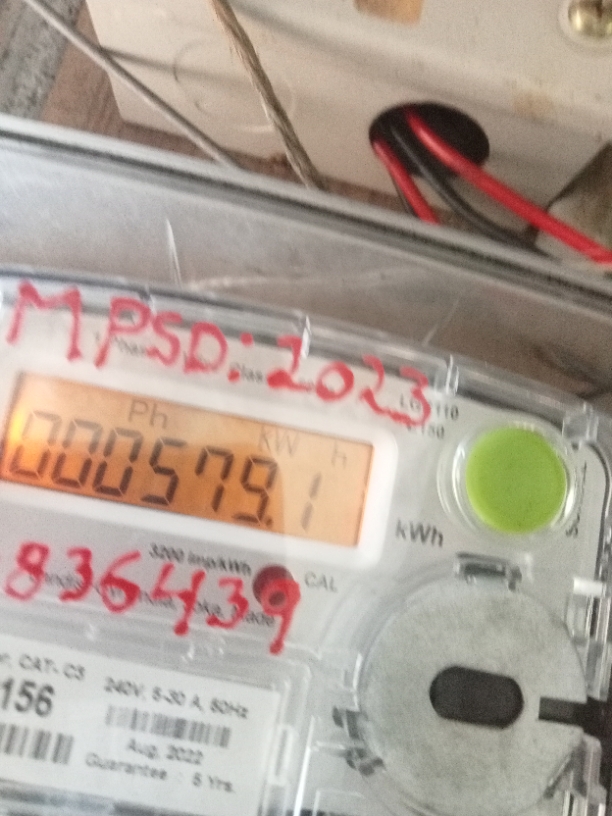 MPSD:2023
Ph kW h
000579.1
kWh
3200 imp/kWh
CAL
836439
CAT- C3
156
240V, 5-30 A, 50Hz
Aug, 2022
Guarantee : 5 Yrs.